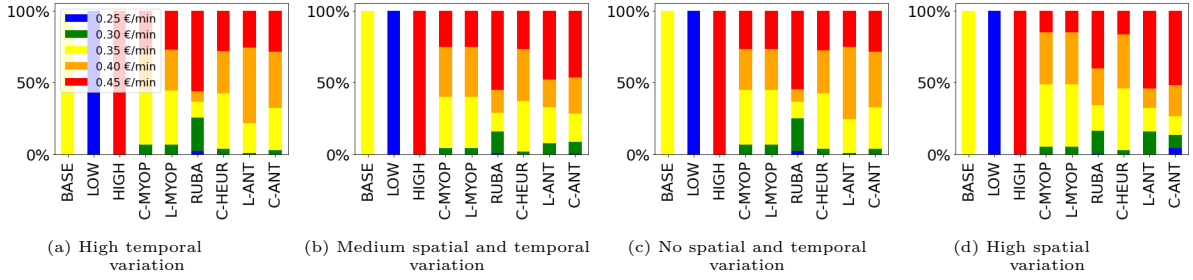 100%
50%
0%
0.25 €/min
0.30 €/min
0.35 €/min
0.40 €/min
0.45 €/min
BASE
LOW
HIGH
C-MYOP
L-MYOP
RUBA
C-HEUR
L-ANT
C-ANT
(a) High temporal
variation
100%
50%
0%
BASE
LOW
HIGH
C-MYOP
L-MYOP
RUBA
C-HEUR
L-ANT
C-ANT
(b) Medium spatial and temporal
variation
100%
50%
0%
BASE
LOW
HIGH
C-MYOP
L-MYOP
RUBA
C-HEUR
L-ANT
C-ANT
(c) No spatial and temporal
variation
100%
50%
0%
BASE
LOW
HIGH
C-MYOP
L-MYOP
RUBA
C-HEUR
L-ANT
C-ANT
(d) High spatial
variation